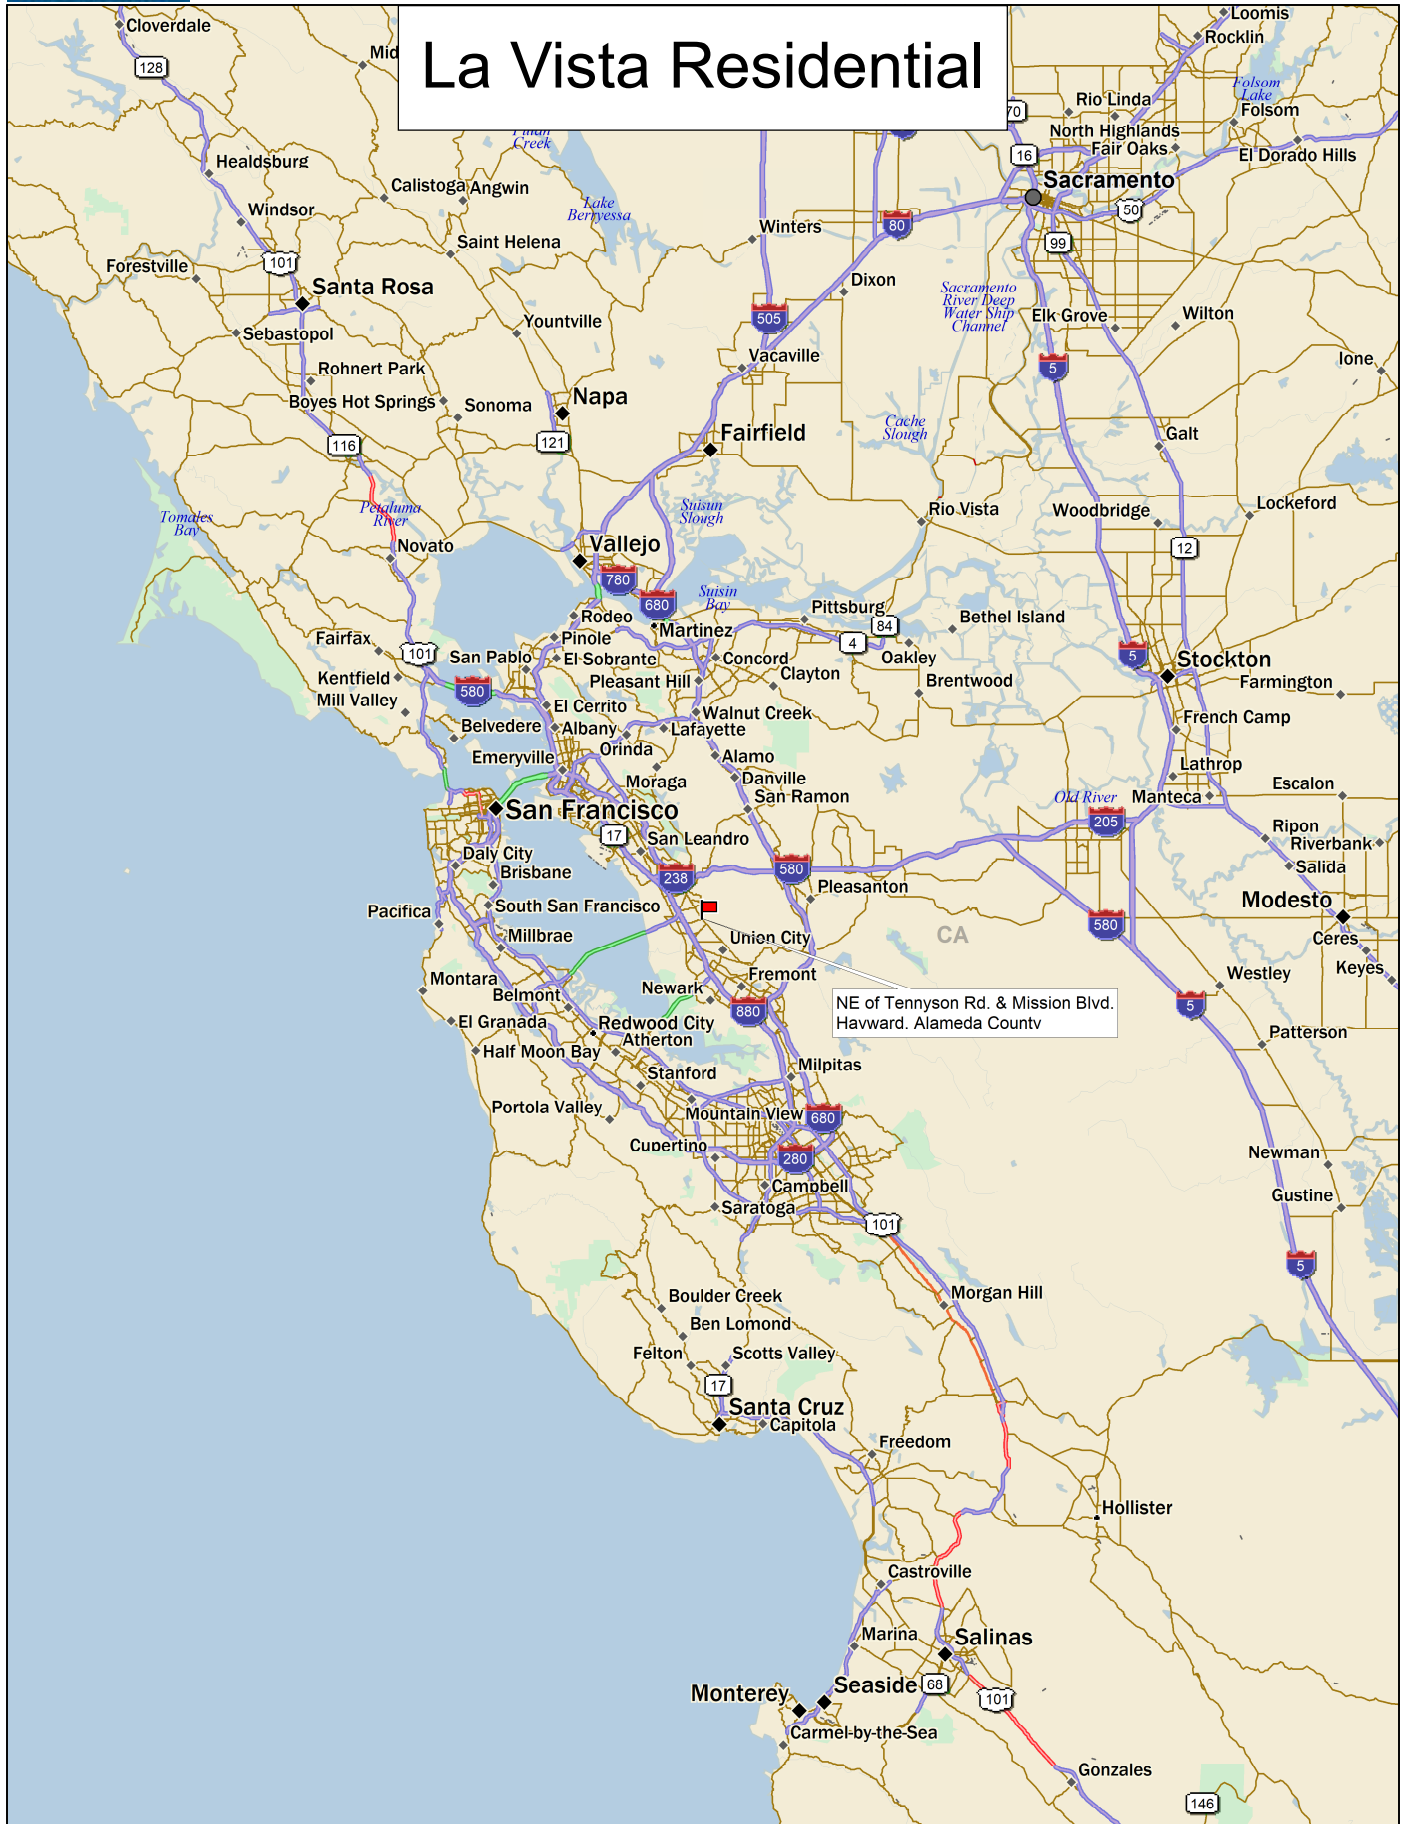 La Vista Residential
Cloverdale
Mid
Loomis
Rocklin
128
Folsom
Lake
Rio Linda
Folsom
70
North Highlands
Fair Oaks
Creek
16
El Dorado Hills
Healdsburg
Calistoga
Angwin
Sacramento
Windsor
Lake
Berryessa
50
Winters
80
99
Saint Helena
101
Forestville
Santa Rosa
Dixon
Sacramento
River Deep
Water Ship
Channel
505
Yountville
Elk Grove
Wilton
Sebastopol
Vacaville
Ione
5
Rohnert Park
Boyes Hot Springs
Sonoma
Napa
121
116
Fairfield
Cache
Slough
Galt
Tomales
Bay
Petaluma
River
Suisun
Slough
Rio Vista
Woodbridge
Lockeford
Novato
Vallejo
12
780
680
Suisin
Bay
Rodeo
Pittsburg
84
Bethel Island
Pinole
Martinez
4
Fairfax
101
San Pablo
El Sobrante
Concord
Oakley
5
Stockton
Kentfield
580
Pleasant Hill
Clayton
Brentwood
Farmington
Mill Valley
El Cerrito
Walnut Creek
Belvedere
Albany
Lafayette
French Camp
Emeryville
Orinda
Alamo
Lathrop
Moraga
Danville
Escalon
San Francisco
San Ramon
Old River
Manteca
205
17
San Leandro
Ripon
Riverbank
Daly City
Brisbane
238
580
Pleasanton
Salida
Modesto
Pacifica
South San Francisco
580
Millbrae
Union City
CA
Ceres
Montara
Fremont
Keyes
Belmont
Newark
Westley
880
NE of Tennyson Rd. & Mission Blvd.
Hayward, Alameda County
5
El Granada
Redwood City
Atherton
Patterson
Half Moon Bay
Stanford
Milpitas
Portola Valley
Mountain View
680
Cupertino
280
Newman
Campbell
Gustine
Saratoga
101
5
Boulder Creek
Morgan Hill
Ben Lomond
Felton
Scotts Valley
17
Santa Cruz
Capitola
Freedom
Hollister
Castroville
Marina
Salinas
Monterey
Seaside
68
101
Carmel-by-the-Sea
Gonzales
146